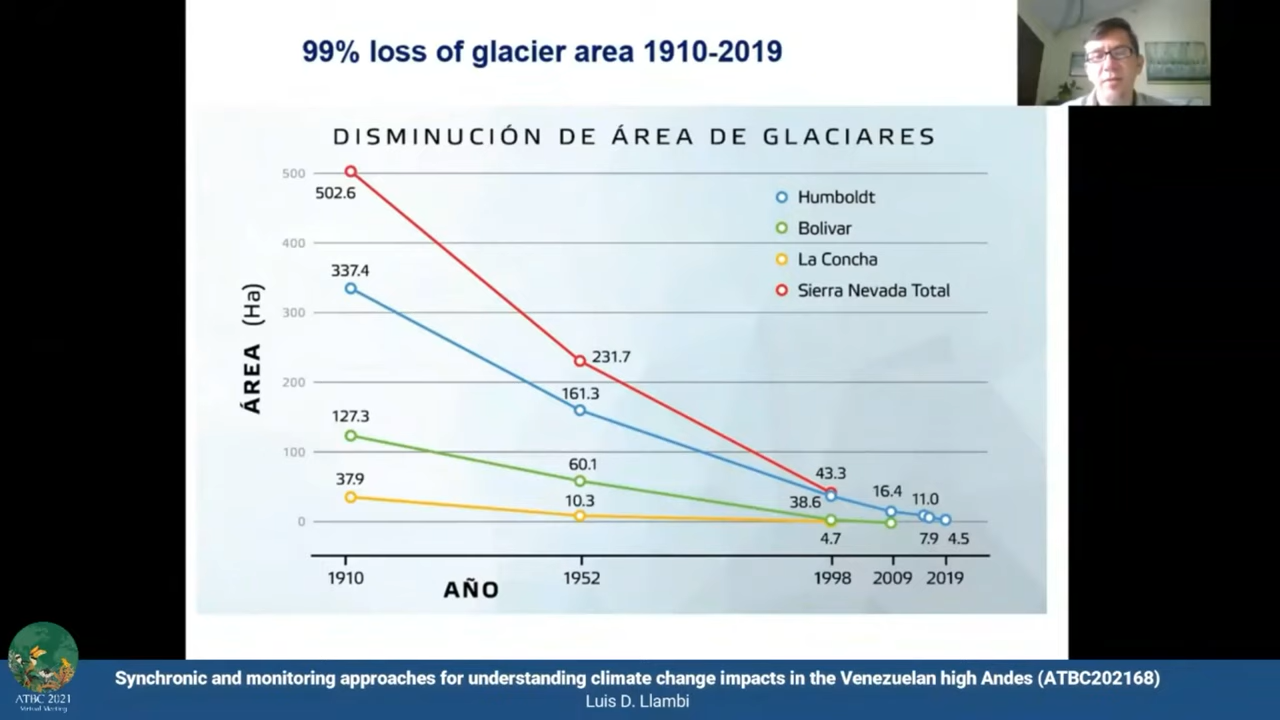 99% loss of glacier area 1910-2019
DISMINUCIÓN DE ÁREA DE GLACIARES
500
502.6
Humboldt
Bolivar
400
La Concha
337.4
Sierra Nevada Total
300
ÁREA (Ha)
231.7
200
161.3
127.3
100
60.1
43.3
37.9
10.3
38.6
16.4
11.0
0
4.7
7.9
4.5
1910
1952
1998
2009
2019
AÑO
Synchronic and monitoring approaches for understanding climate change impacts in the Venezuelan high Andes (ATBC202168)
Luis D. Llambi
ATBC 2021
Virtual Meeting